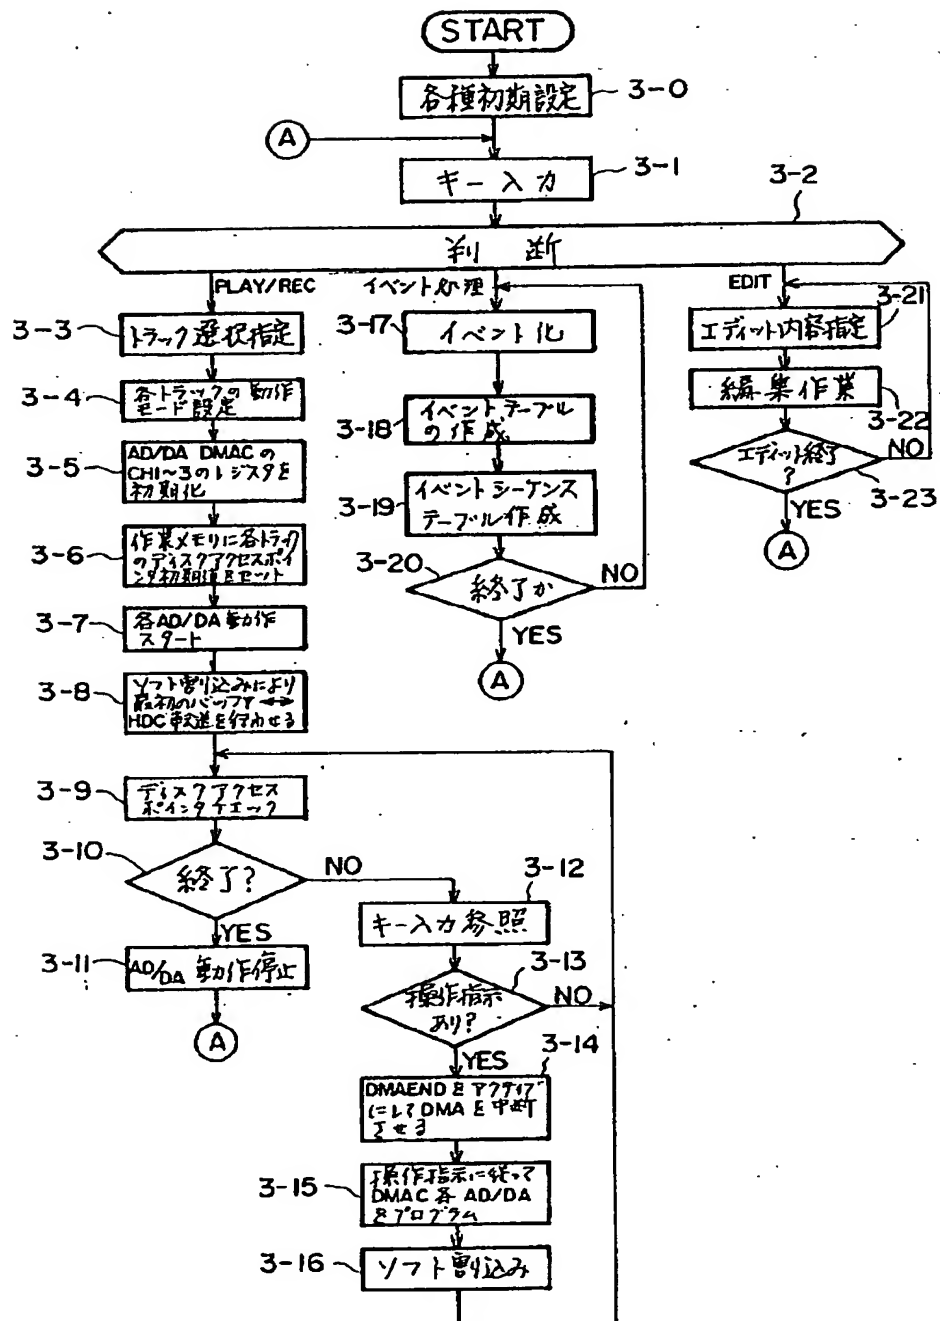 START
各種初期設定
3-0
A
キー入力
3-1
3-2
判断
PLAY/REC
イベント処理
EDIT
3-3
トラック選択指定
3-4
各トラックの動作
モード設定
3-5
AD/DA DMACの
CH1~3のレジスタを
初期化
3-6
作業メモリに各トラック
のディスクアクセスポイ
ンタ初期値をセット
3-7
各AD/DA動作
スタート
3-8
ソフト割り込みにより
最初のバッファ↔
HDC転送を行わせる
3-9
ディスクアクセス
ポインタチェック
3-10
終了?
NO
YES
3-11
AD/DA動作停止
A
3-12
キー入力参照
3-13
操作指示
あり?
NO
YES
3-14
DMAENDをアクティブ
にしてDMAを中断
させる
3-15
操作指示に従って
DMAC各AD/DA
をプログラム
3-16
ソフト割り込み
3-17
イベント化
3-18
イベントテーブル
の作成
3-19
イベントシーケンス
テーブル作成
3-20
終了か
NO
YES
A
3-21
エディット内容指定
編集作業
3-22
エディット終了
?
NO
3-23
YES
A